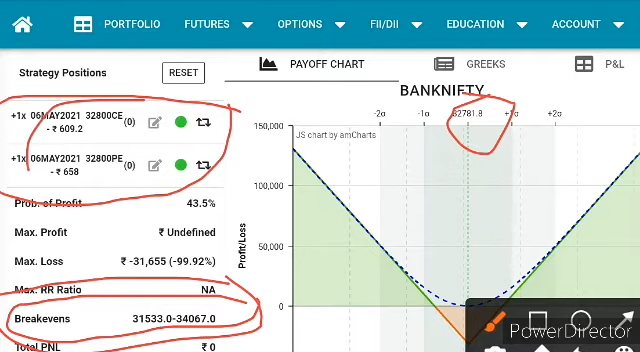 PORTFOLIO FUTURES OPTIONS FII/DII EDUCATION ACCOUNT
Strategy Positions RESET
PAYOFF CHART GREEKS P&L
BANKNIFTY
+1x 06MAY2021 32800CE (0)
- ₹ 609.2
+1x 06MAY2021 32800PE (0)
- ₹ 658
Prob. of Profit 43.5%
Max. Profit ₹ Undefined
Max. Loss ₹ -31,655 (-99.92%)
Max. RR Ratio NA
Breakevens 31533.0-34067.0
Total PNL ₹ 0
-2σ -1σ 32781.8 +1σ +2σ
JS chart by amCharts
150,000
100,000
50,000
0
Profit/Loss
PowerDirector